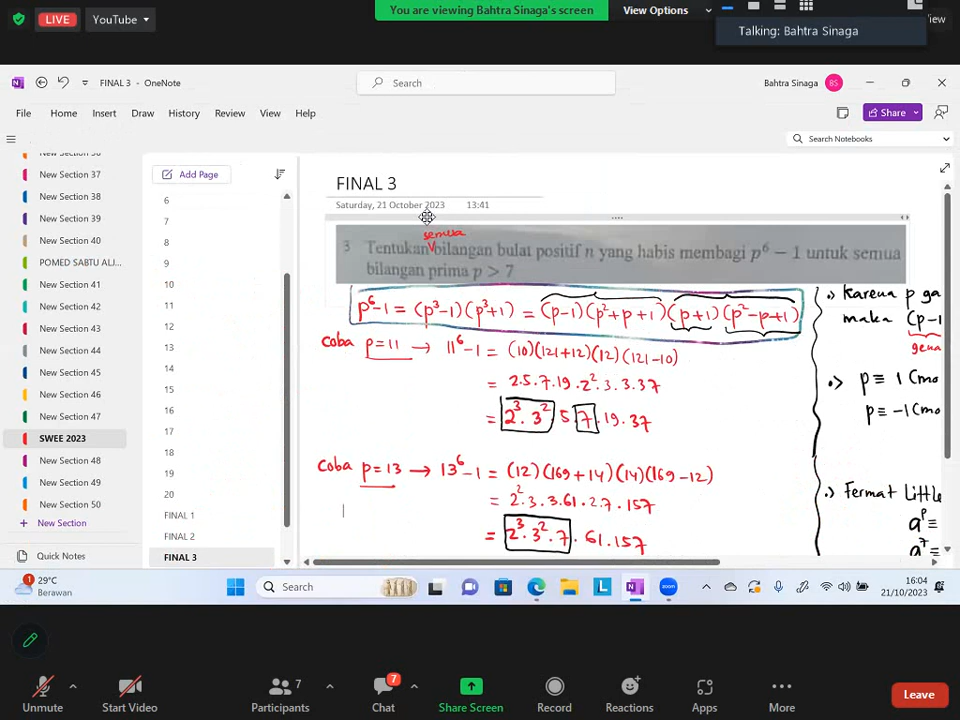 You are viewing Bahtra Sinaga's screen
View Options
LIVE
YouTube
View
Talking: Bahtra Sinaga
FINAL 3 - OneNote
Search
Bahtra Sinaga
BS
File Home Insert Draw History Review View Help
Share
Search Notebooks
New Section 36
New Section 37
New Section 38
New Section 39
New Section 40
POMED SABTU ALJ...
New Section 41
New Section 42
New Section 43
New Section 44
New Section 45
New Section 46
New Section 47
SWEE 2023
New Section 48
New Section 49
New Section 50
New Section
Quick Notes
Add Page
6
7
8
9
10
11
12
13
14
15
16
17
18
19
20
FINAL 1
FINAL 2
FINAL 3
FINAL 3
Saturday, 21 October 2023 13:41
semua
3 Tentukan bilangan bulat positif n yang habis membagi p⁶ − 1 untuk semua
bilangan prima p > 7
p⁶-1 = (p³-1)(p³+1) = (p-1)(p²+p+1)(p+1)(p²-p+1)
Coba p=11 → 11⁶-1 = (10)(121+12)(12)(121-10)
= 2.5.7.19.2².3.3.37
= 2³.3².5.7.19.37
Coba p=13 → 13⁶-1 = (12)(169+14)(14)(169-12)
= 2².3.3.61.2.7.157
= 2³.3².7.61.157
•> Karena p ga
maka (p-1
gena
•> p ≡ 1 (mo
p ≡ -1 (mo
•> Fermat Little
aᵖ ≡
a⁷ ≡
29°C
Berawan
Search
16:04
21/10/2023
Unmute
Start Video
7
Participants
7
Chat
Share Screen
Record
Reactions
Apps
More
Leave